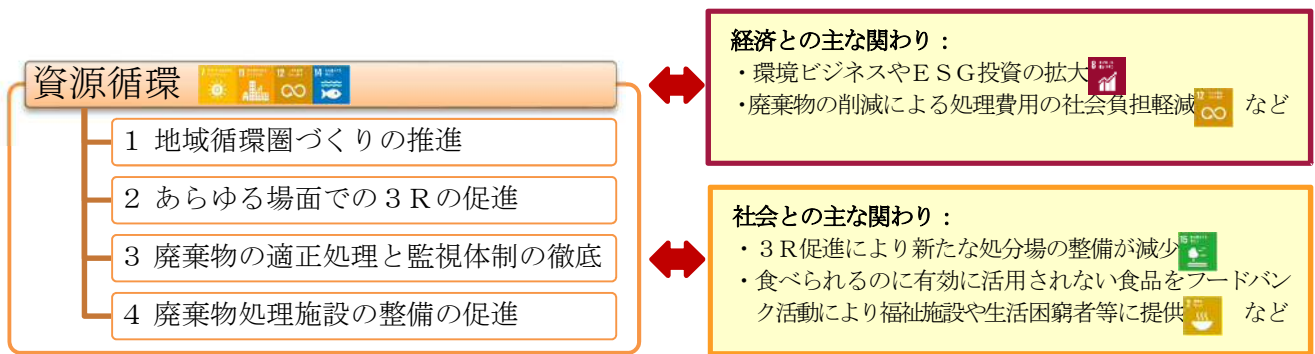 資源循環
1 地域循環圏づくりの推進
2 あらゆる場面での3Rの促進
3 廃棄物の適正処理と監視体制の徹底
4 廃棄物処理施設の整備の促進
経済との主な関わり：
・環境ビジネスやＥＳＧ投資の拡大
・廃棄物の削減による処理費用の社会負担軽減 など
社会との主な関わり：
・３R促進により新たな処分場の整備が減少
・食べられるのに有効に活用されない食品をフードバン
ク活動により福祉施設や生活困窮者等に提供 など